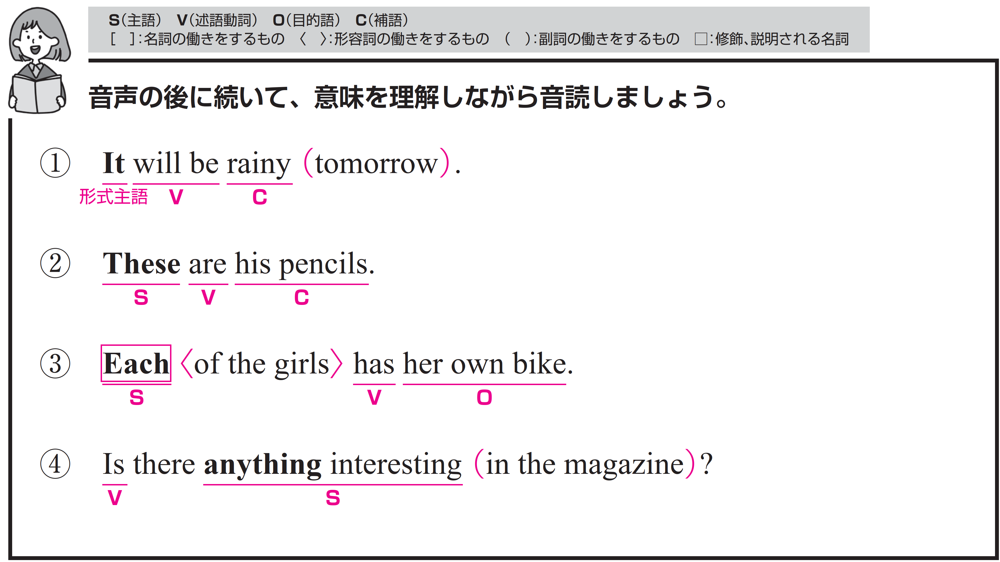 S(主語)　V(述語動詞)　O(目的語)　C(補語)
[　]：名詞の働きをするもの　〈　〉：形容詞の働きをするもの　(　)：副詞の働きをするもの　□：修飾、説明される名詞
音声の後に続いて、意味を理解しながら音読しましょう。
① It will be rainy (tomorrow).
形式主語 V C
② These are his pencils.
S V C
③ Each 〈of the girls〉 has her own bike.
S V O
④ Is there anything interesting (in the magazine)?
V S